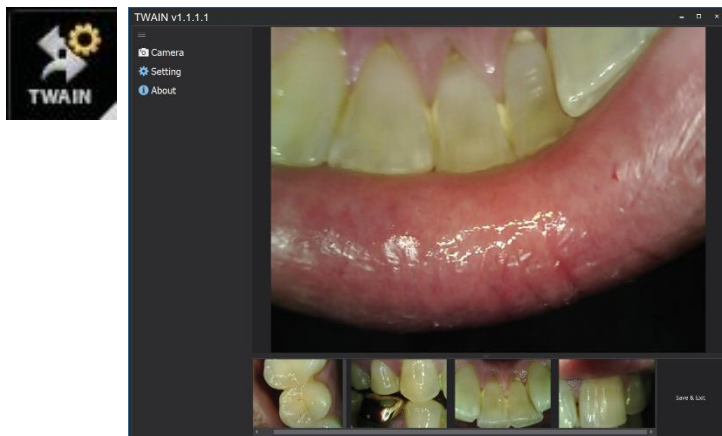 TWAIN
TWAIN v1.1.1.1
Camera
Setting
About
Save & Exit